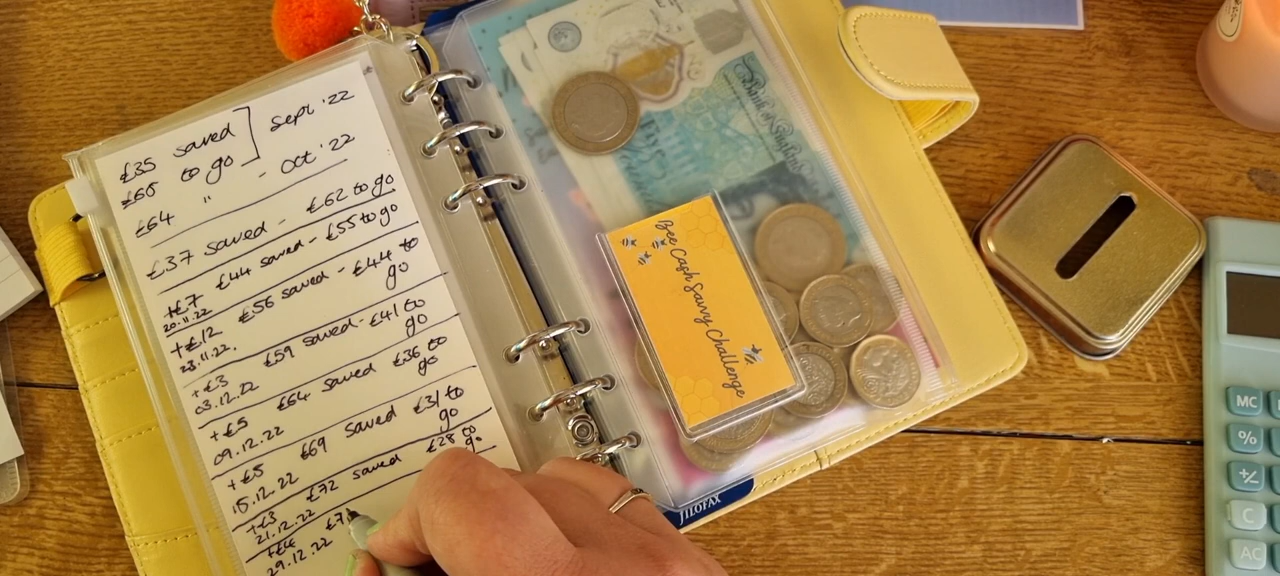 £35 saved ] Sept '22
£65 to go
£64 " - Oct '22
£37 saved - £62 to go
+£7 £44 saved - £55 to go
20.11.22
+£12 £56 saved - £44 to go
23.11.22.
+£3 £59 saved - £41 to go
03.12.22
+£5 £64 saved £36 to go
09.12.22
+£5 £69 saved £31 to go
15.12.22
+£3 £72 saved £28 to go
21.12.22
+£4 £7
29.12.22
Bank of England
Bee Cash Savvy Challenge
FILOFAX
MC
%
+/-
C
AC